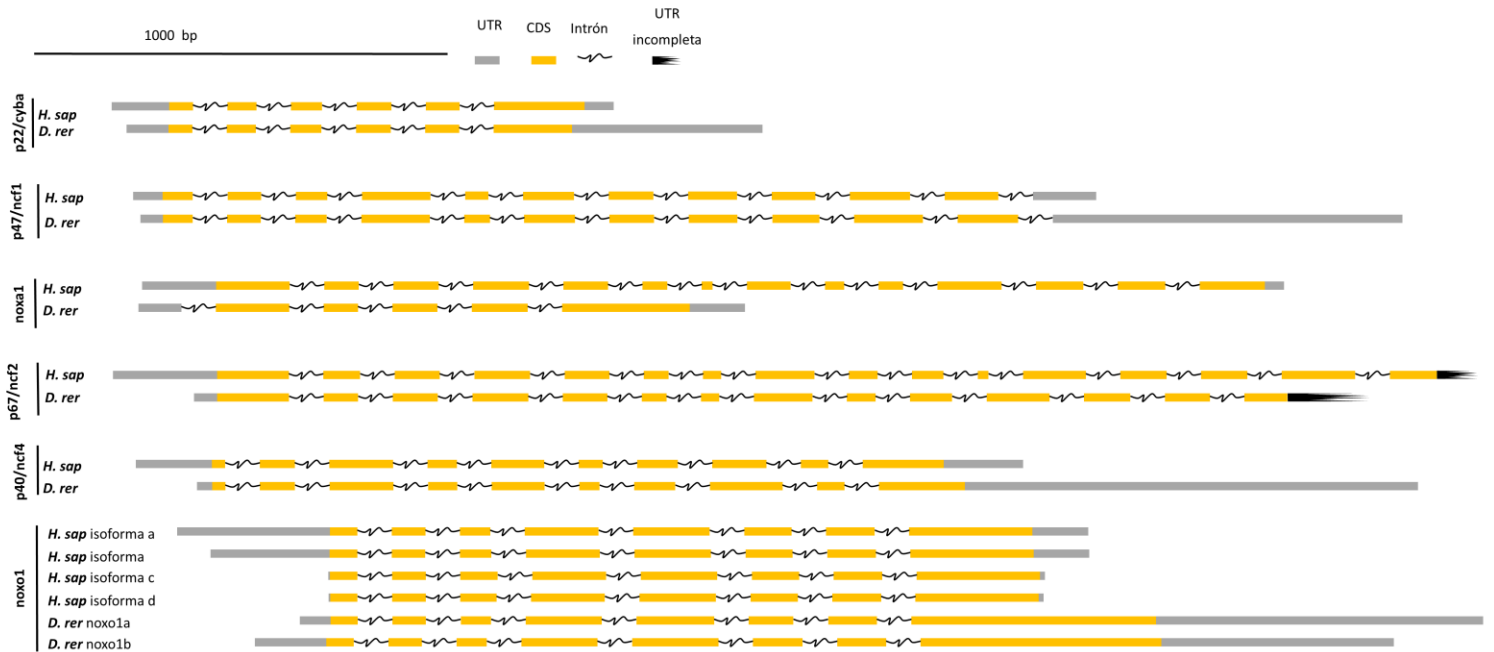 1000 bp
UTR
CDS
Intrón
UTR
incompleta
p22/cyba
H. sap
D. rer
p47/ncf1
H. sap
D. rer
noxa1
H. sap
D. rer
p67/ncf2
H. sap
D. rer
p40/ncf4
H. sap
D. rer
noxo1
H. sap isoforma a
H. sap isoforma
H. sap isoforma c
H. sap isoforma d
D. rer noxo1a
D. rer noxo1b